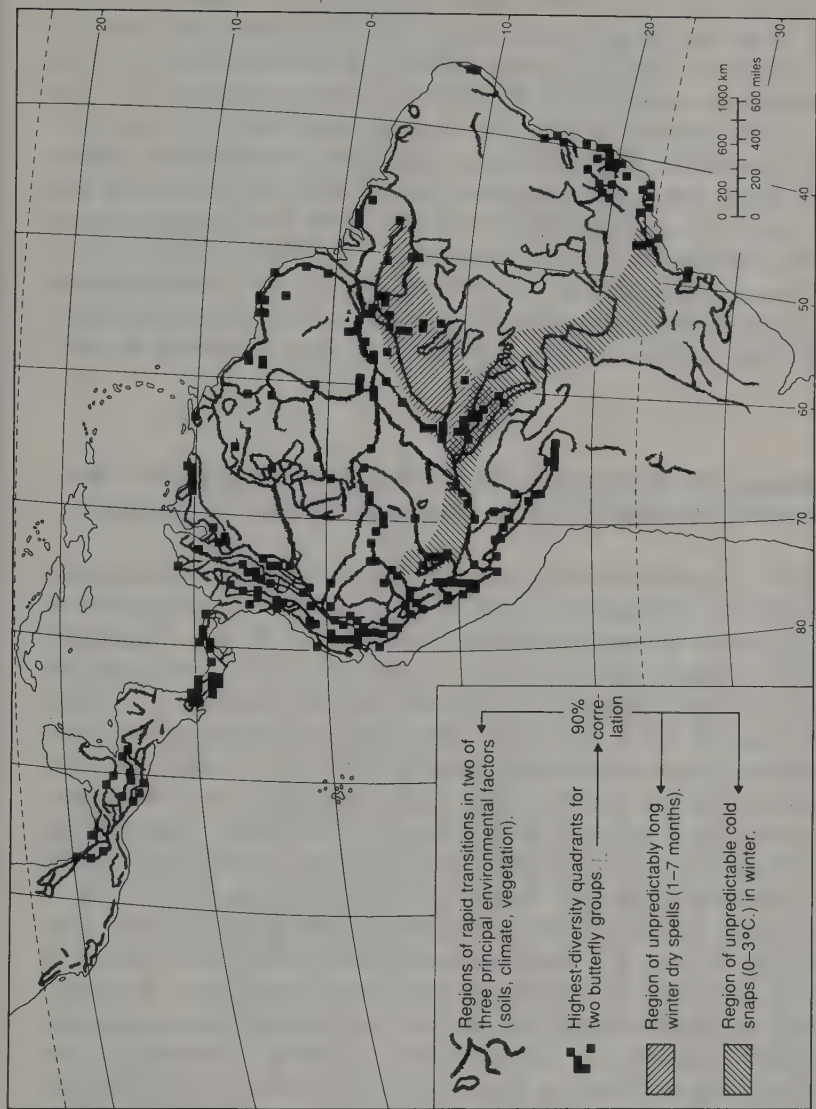 20
10
0
10
20
30
80
70
60
50
40
0 200 600 1000 km
0 200 400 600 miles
Regions of rapid transitions in two of
three principal environmental factors
(soils, climate, vegetation).
Highest-diversity quadrants for
two butterfly groups.
90%
corre-
lation
Region of unpredictably long
winter dry spells (1–7 months).
Region of unpredictable cold
snaps (0–3°C.) in winter.